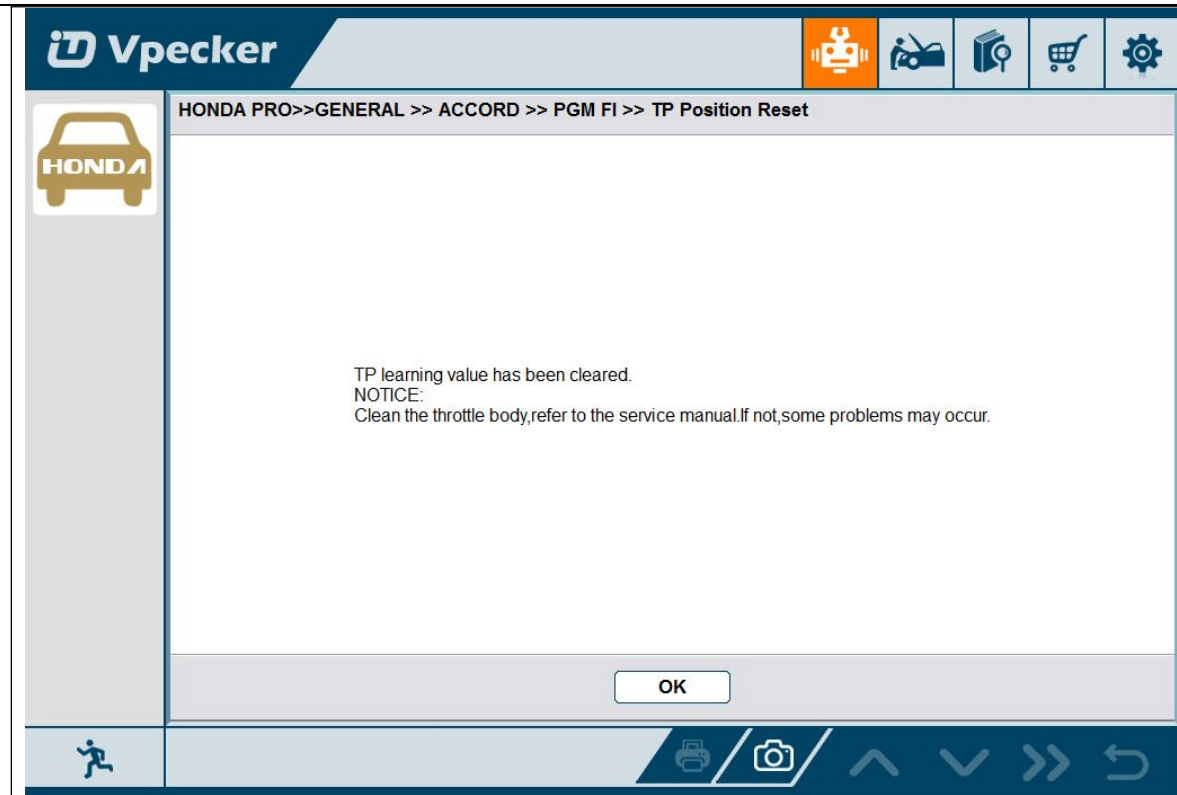 Vpecker
HONDA PRO>>GENERAL >> ACCORD >> PGM FI >> TP Position Reset
HONDA
TP learning value has been cleared.
NOTICE:
Clean the throttle body,refer to the service manual.If not,some problems may occur.
OK